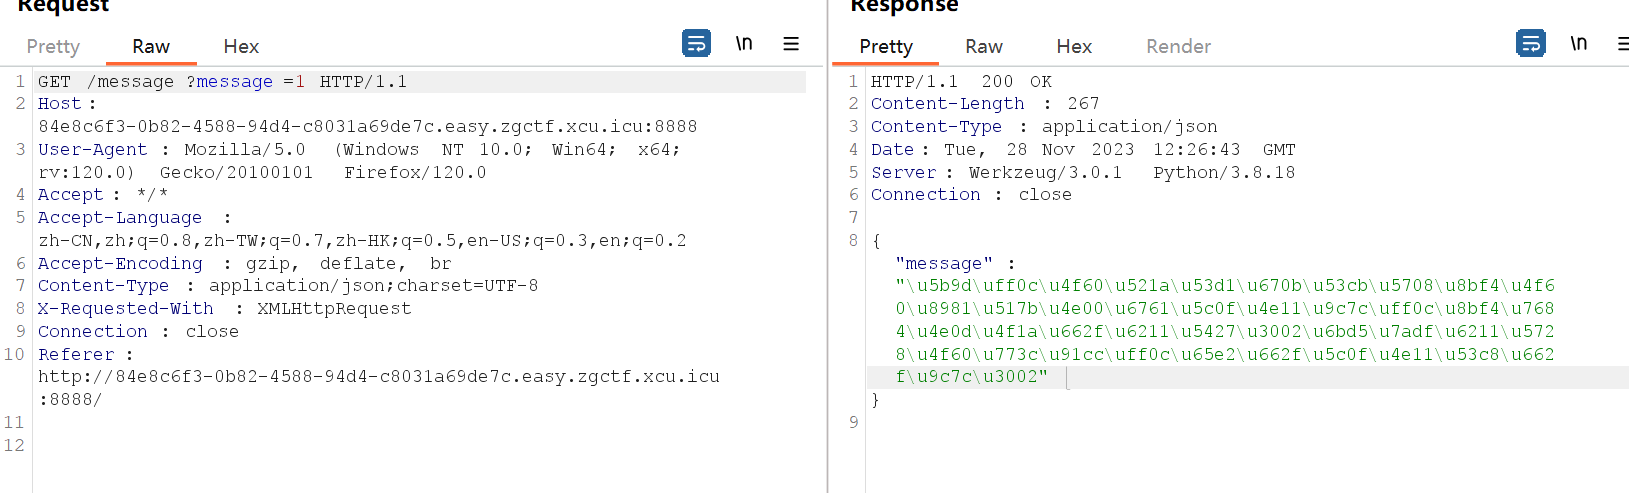 Request
Pretty Raw Hex
\n
1 GET /message ?message =1 HTTP/1.1
2 Host :
84e8c6f3-0b82-4588-94d4-c8031a69de7c.easy.zgctf.xcu.icu:8888
3 User-Agent : Mozilla/5.0 (Windows NT 10.0; Win64; x64;
rv:120.0) Gecko/20100101 Firefox/120.0
4 Accept : */*
5 Accept-Language :
zh-CN,zh;q=0.8,zh-TW;q=0.7,zh-HK;q=0.5,en-US;q=0.3,en;q=0.2
6 Accept-Encoding : gzip, deflate, br
7 Content-Type : application/json;charset=UTF-8
8 X-Requested-With : XMLHttpRequest
9 Connection : close
10 Referer :
http://84e8c6f3-0b82-4588-94d4-c8031a69de7c.easy.zgctf.xcu.icu
:8888/
11
12
Response
Pretty Raw Hex Render
\n
1 HTTP/1.1 200 OK
2 Content-Length : 267
3 Content-Type : application/json
4 Date : Tue, 28 Nov 2023 12:26:43 GMT
5 Server : Werkzeug/3.0.1 Python/3.8.18
6 Connection : close
7
8 {
"message" :
"\u5b9d\uff0c\u4f60\u521a\u53d1\u670b\u53cb\u5708\u8bf4\u4f6
0\u8981\u517b\u4e00\u6761\u5c0f\u4e11\u9c7c\uff0c\u8bf4\u768
4\u4e0d\u4f1a\u662f\u6211\u5427\u3002\u6bd5\u7adf\u6211\u572
8\u4f60\u773c\u91cc\uff0c\u65e2\u662f\u5c0f\u4e11\u53c8\u662
f\u9c7c\u3002"
}
9